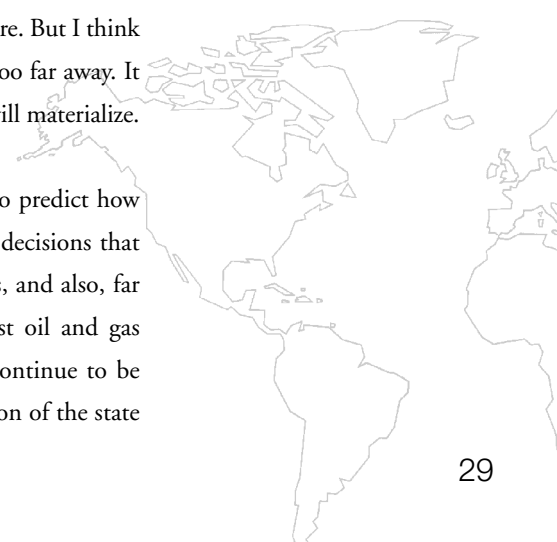 re. But I think
oo far away. It
ill materialize.
o predict how
decisions that
s, and also, far
st oil and gas
ontinue to be
on of the state
29